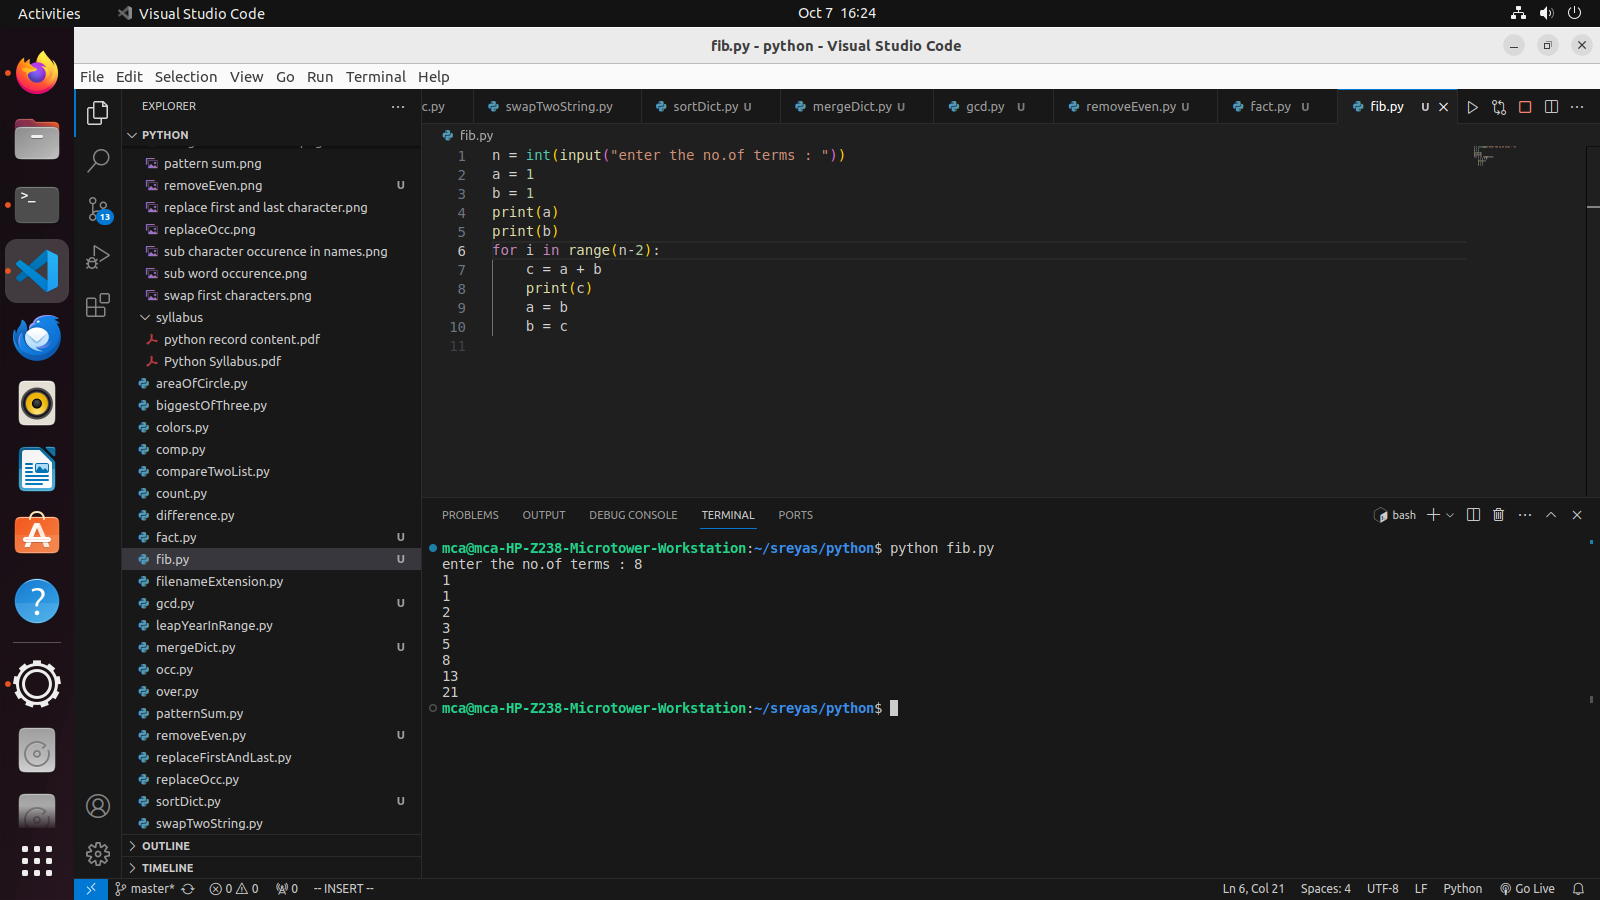 Activities
Visual Studio Code
Oct 7 16:24
fib.py - python - Visual Studio Code
File Edit Selection View Go Run Terminal Help
EXPLORER
PYTHON
pattern sum.png
removeEven.png U
replace first and last character.png
replaceOcc.png
sub character occurence in names.png
sub word occurence.png
swap first characters.png
syllabus
python record content.pdf
Python Syllabus.pdf
areaOfCircle.py
biggestOfThree.py
colors.py
comp.py
compareTwoList.py
count.py
difference.py
fact.py U
fib.py U
filenameExtension.py
gcd.py U
leapYearInRange.py
mergeDict.py U
occ.py
over.py
patternSum.py
removeEven.py U
replaceFirstAndLast.py
replaceOcc.py
sortDict.py U
swapTwoString.py
OUTLINE
TIMELINE
c.py swapTwoString.py sortDict.py U mergeDict.py U gcd.py U removeEven.py U fact.py U fib.py U
fib.py
1 n = int(input("enter the no.of terms : "))
2 a = 1
3 b = 1
4 print(a)
5 print(b)
6 for i in range(n-2):
7 c = a + b
8 print(c)
9 a = b
10 b = c
11
PROBLEMS OUTPUT DEBUG CONSOLE TERMINAL PORTS
bash
mca@mca-HP-Z238-Microtower-Workstation:~/sreyas/python$ python fib.py
enter the no.of terms : 8
1
1
2
3
5
8
13
21
mca@mca-HP-Z238-Microtower-Workstation:~/sreyas/python$
13
master* 0 0 0 -- INSERT --
Ln 6, Col 21 Spaces: 4 UTF-8 LF Python Go Live